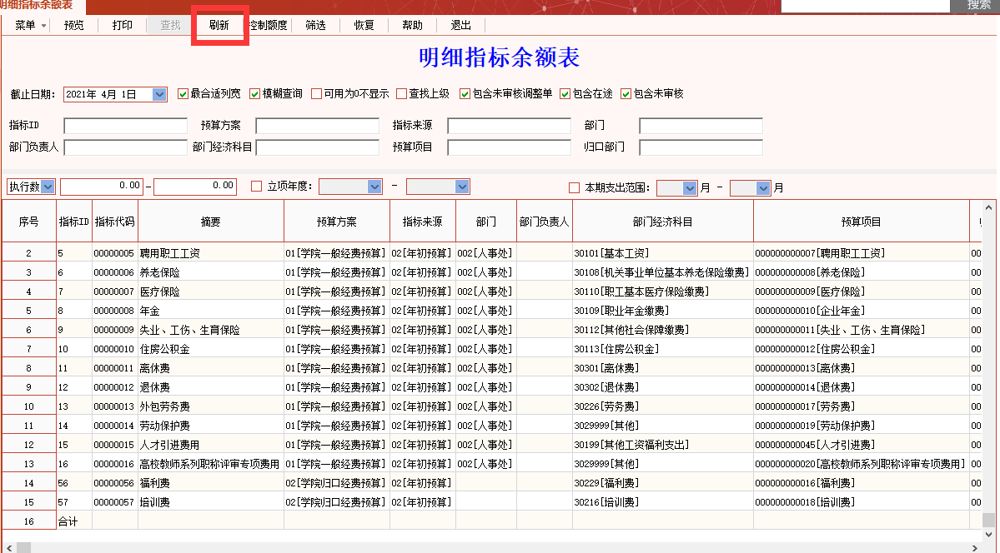 明细指标余额表 搜索
菜单 预览 打印 查找 刷新 控制额度 筛选 恢复 帮助 退出
明细指标余额表
截止日期： 2021年 4月 1日 最合适列宽 模糊查询 可用为0不显示 查找上级 包含未审核调整单 包含在途 包含未审核
指标ID 预算方案 指标来源 部门
部门负责人 部门经济科目 预算项目 归口部门
执行数 0.00 - 0.00 立项年度： - 本期支出范围： 月 - 月
序号 指标ID 指标代码 摘要 预算方案 指标来源 部门 部门负责人 部门经济科目 预算项目
2 5 00000005 聘用职工工资 01[学院一般经费预算] 02[年初预算] 002[人事处] 30101[基本工资] 000000000007[聘用职工工资] 00
3 6 00000006 养老保险 01[学院一般经费预算] 02[年初预算] 002[人事处] 30108[机关事业单位基本养老保险缴费] 000000000008[养老保险] 00
4 7 00000007 医疗保险 01[学院一般经费预算] 02[年初预算] 002[人事处] 30110[职工基本医疗保险缴费] 000000000009[医疗保险] 00
5 8 00000008 年金 01[学院一般经费预算] 02[年初预算] 002[人事处] 30109[职业年金缴费] 000000000010[企业年金] 00
6 9 00000009 失业、工伤、生育保险 01[学院一般经费预算] 02[年初预算] 002[人事处] 30112[其他社会保障缴费] 000000000011[失业、工伤、生育保险] 00
7 10 00000010 住房公积金 01[学院一般经费预算] 02[年初预算] 002[人事处] 30113[住房公积金] 000000000012[住房公积金] 00
8 11 00000011 离休费 01[学院一般经费预算] 02[年初预算] 002[人事处] 30301[离休费] 000000000013[离休费] 00
9 12 00000012 退休费 01[学院一般经费预算] 02[年初预算] 002[人事处] 30302[退休费] 000000000014[退休费] 00
10 13 00000013 外包劳务费 01[学院一般经费预算] 02[年初预算] 002[人事处] 30226[劳务费] 000000000017[劳务费] 00
11 14 00000014 劳动保护费 01[学院一般经费预算] 02[年初预算] 002[人事处] 3029999[其他] 000000000019[劳动保护费] 00
12 15 00000015 人才引进费用 01[学院一般经费预算] 02[年初预算] 002[人事处] 30199[其他工资福利支出] 000000000045[人才引进费] 00
13 16 00000016 高校教师系列职称评审专项费用 01[学院一般经费预算] 02[年初预算] 002[人事处] 3029999[其他] 000000000020[高校教师系列职称评审专项费用] 00
14 56 00000056 福利费 02[学院归口经费预算] 02[年初预算] 30229[福利费] 000000000016[福利费] 00
15 57 00000057 培训费 02[学院归口经费预算] 02[年初预算] 30216[培训费] 000000000018[培训费] 00
16 合计